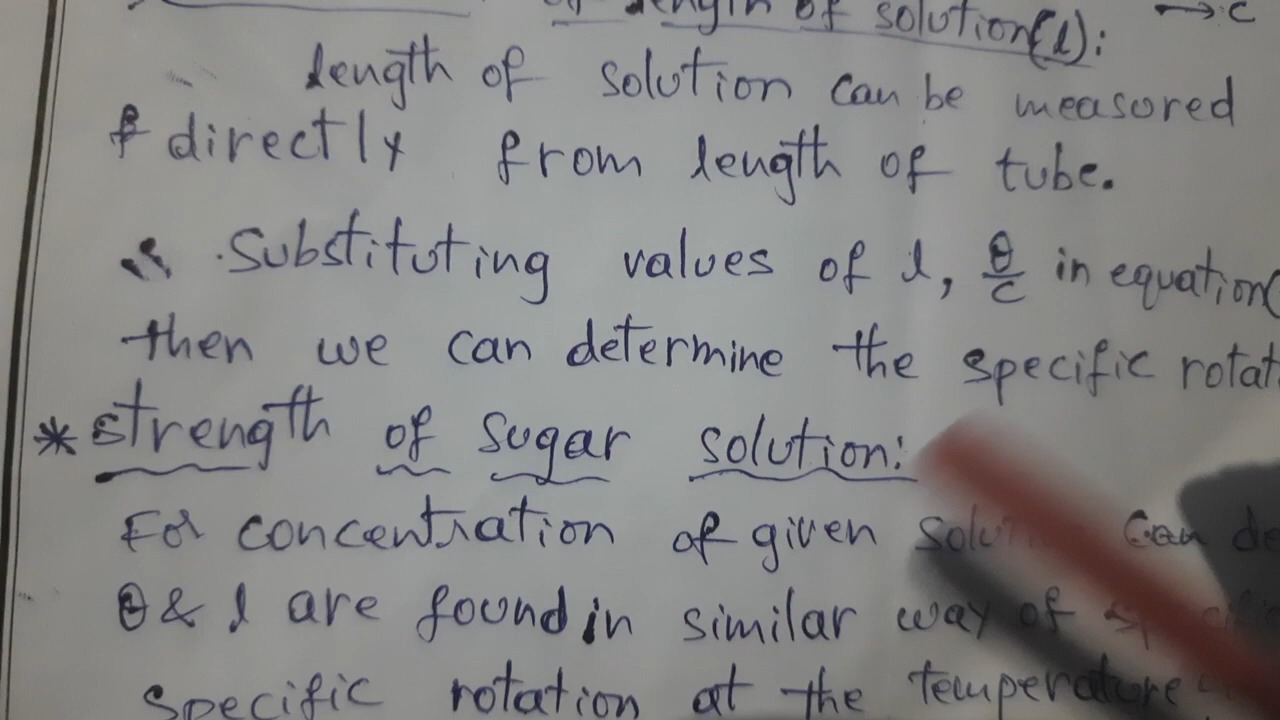 of length of solution(l): → c
length of solution can be measured
directly from length of tube.
∴ Substituting values of l, θ/c in equation(
then we can determine the specific rotat
* strength of sugar solution:
For concentration of given can
θ & l are found in similar way of
specific rotation at the temperature